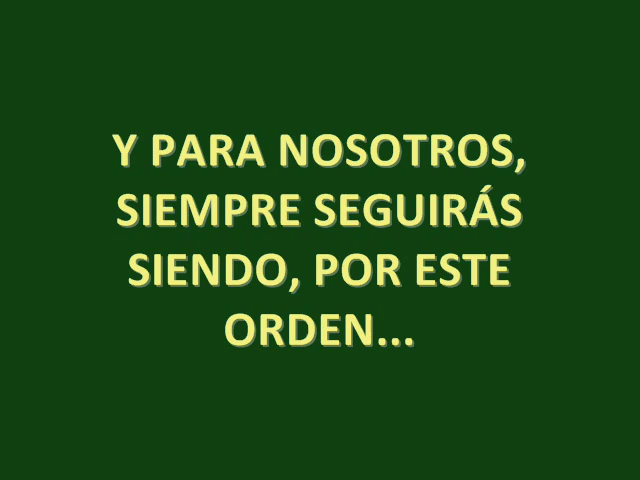 Y PARA NOSOTROS,
SIEMPRE SEGUIRÁS
SIENDO, POR ESTE
ORDEN...